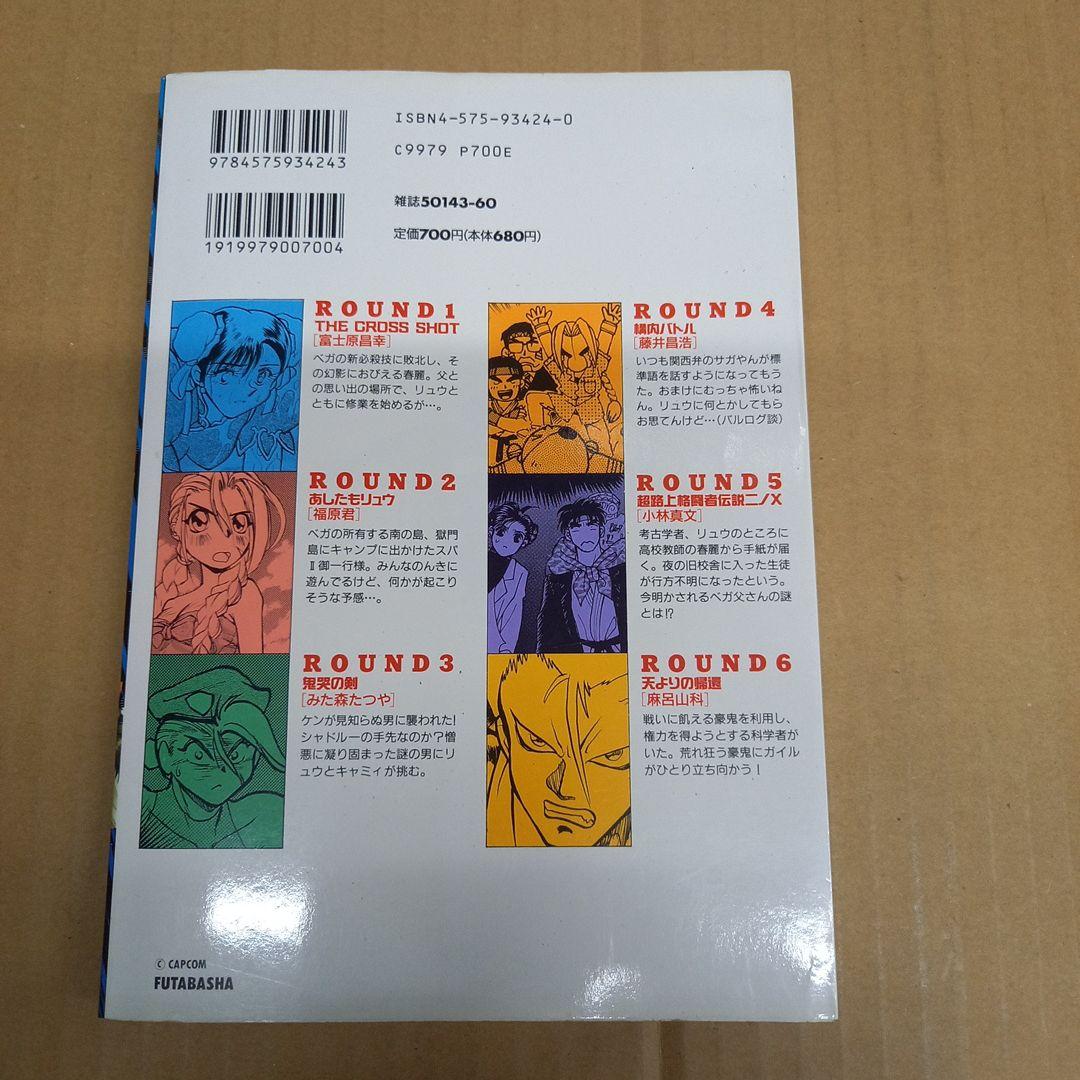 ISBN4-575-93424-0
C9979 P700E
9784575934243
雑誌50143-60
定価700円(本体680円)
1919979007004
ROUND1
THE CROSS SHOT
[富士原昌幸]
ベガの新必殺技に敗北し、そ
の幻影におびえる春麗。父と
の思い出の場所で、リュウと
ともに修業を始めるが…。
ROUND2
あしたもリュウ
[福原君]
ベガの所有する南の島、獄門
島にキャンプに出かけたスパ
Ⅱ御一行様。みんなのんきに
遊んでるけど、何かが起こり
そうな予感…。
ROUND3
鬼哭の剣
[みた森たつや]
ケンが見知らぬ男に襲われた!
シャドルーの手先なのか?憎
悪に凝り固まった謎の男にリ
ュウとキャミィが挑む。
ROUND4
構内バトル
[藤井昌浩]
いつも関西弁のサガやんが標
準語を話すようになってもう
た。おまけにむっちゃ怖いね
ん。リュウに何とかしてもら
お思てんけど…(バルログ談)
ROUND5
超路上格闘者伝説二ノX
[小林真文]
考古学者、リュウのところに
高校教師の春麗から手紙が届
く。夜の旧校舎に入った生徒
が行方不明になったという。
今明かされるベガ父さんの謎
とは!?
ROUND6
天よりの帰還
[麻呂山科]
戦いに飢える豪鬼を利用し、
権力を得ようとする科学者が
いた。荒れ狂う豪鬼にガイル
がひとり立ち向かう!
© CAPCOM
FUTABASHA